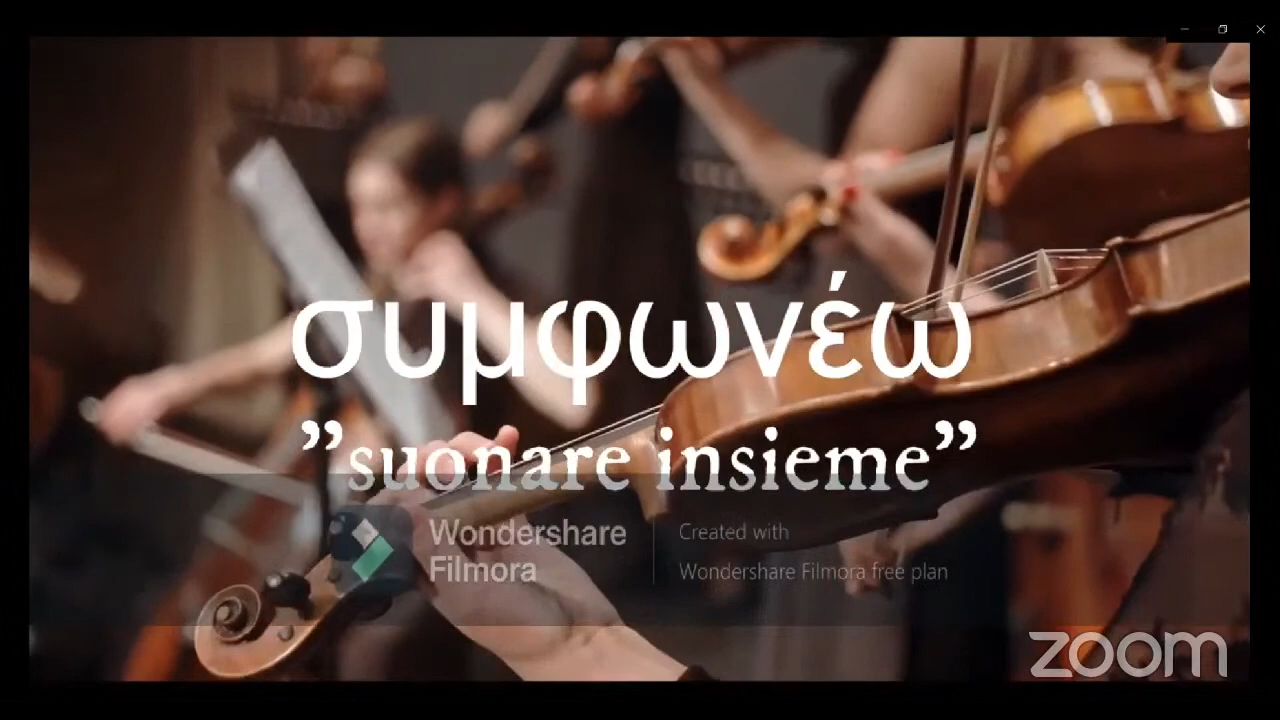 συμφωνέω
”suonare insieme”
Wondershare
Filmora
Created with
Wondershare Filmora free plan
zoom